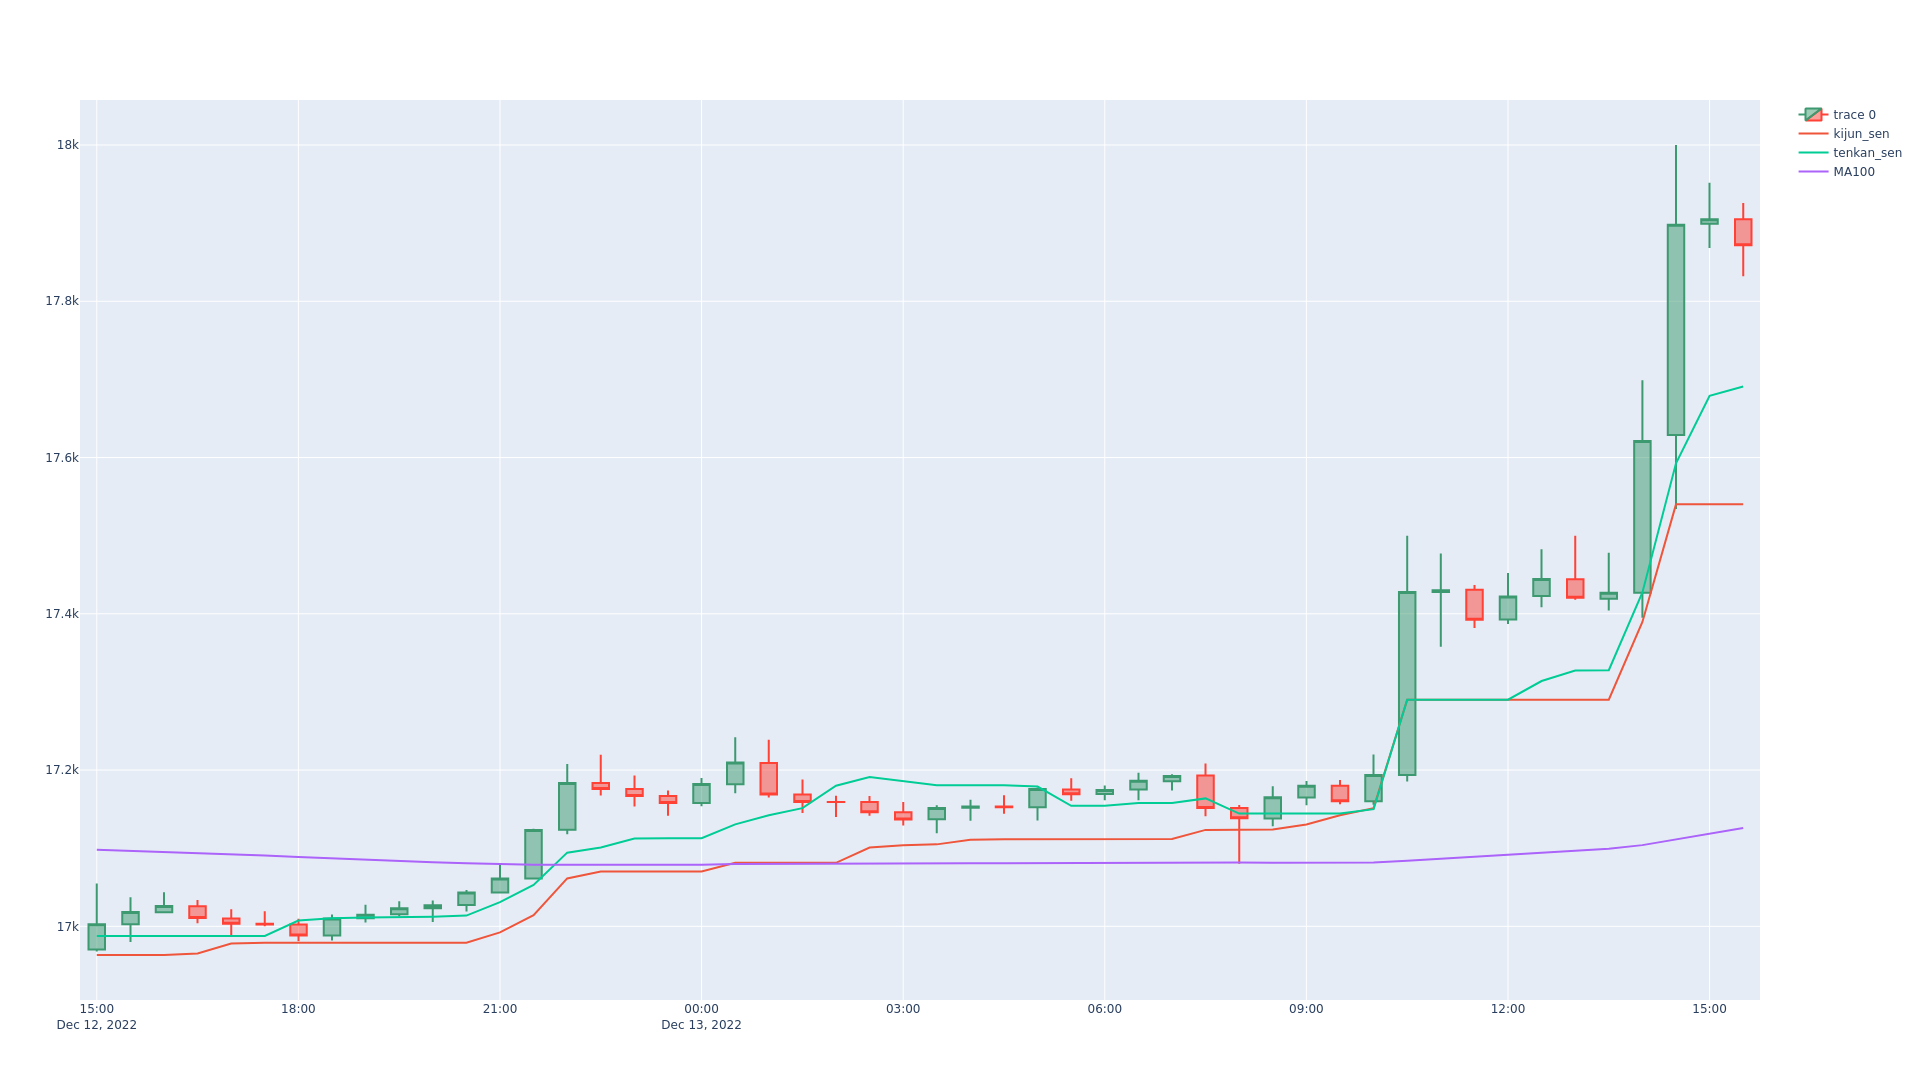 18k
17.8k
17.6k
17.4k
17.2k
17k
15:00
Dec 12, 2022
18:00
21:00
00:00
Dec 13, 2022
03:00
06:00
09:00
12:00
15:00
trace 0
kijun_sen
tenkan_sen
MA100